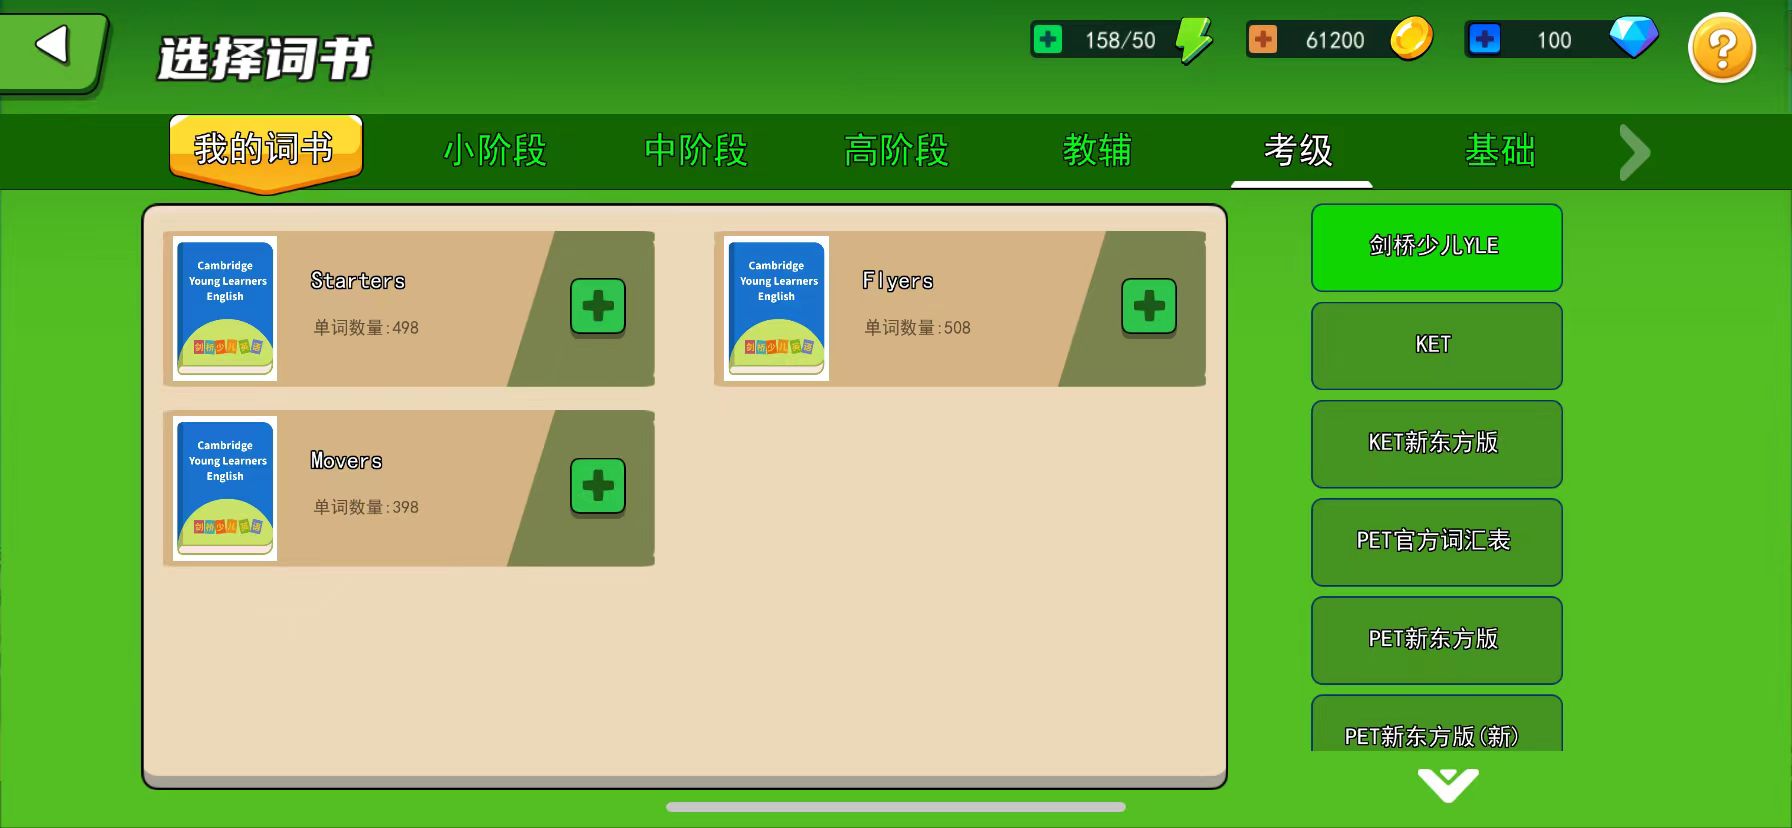 选择词书
158/50
61200
100
?
我的词书
小阶段
中阶段
高阶段
教辅
考级
基础
Cambridge
Young Learners
English
剑桥少儿英语
Starters
单词数量:498
Cambridge
Young Learners
English
剑桥少儿英语
Flyers
单词数量:508
Cambridge
Young Learners
English
剑桥少儿英语
Movers
单词数量:398
剑桥少儿YLE
KET
KET新东方版
PET官方词汇表
PET新东方版
PET新东方版(新)